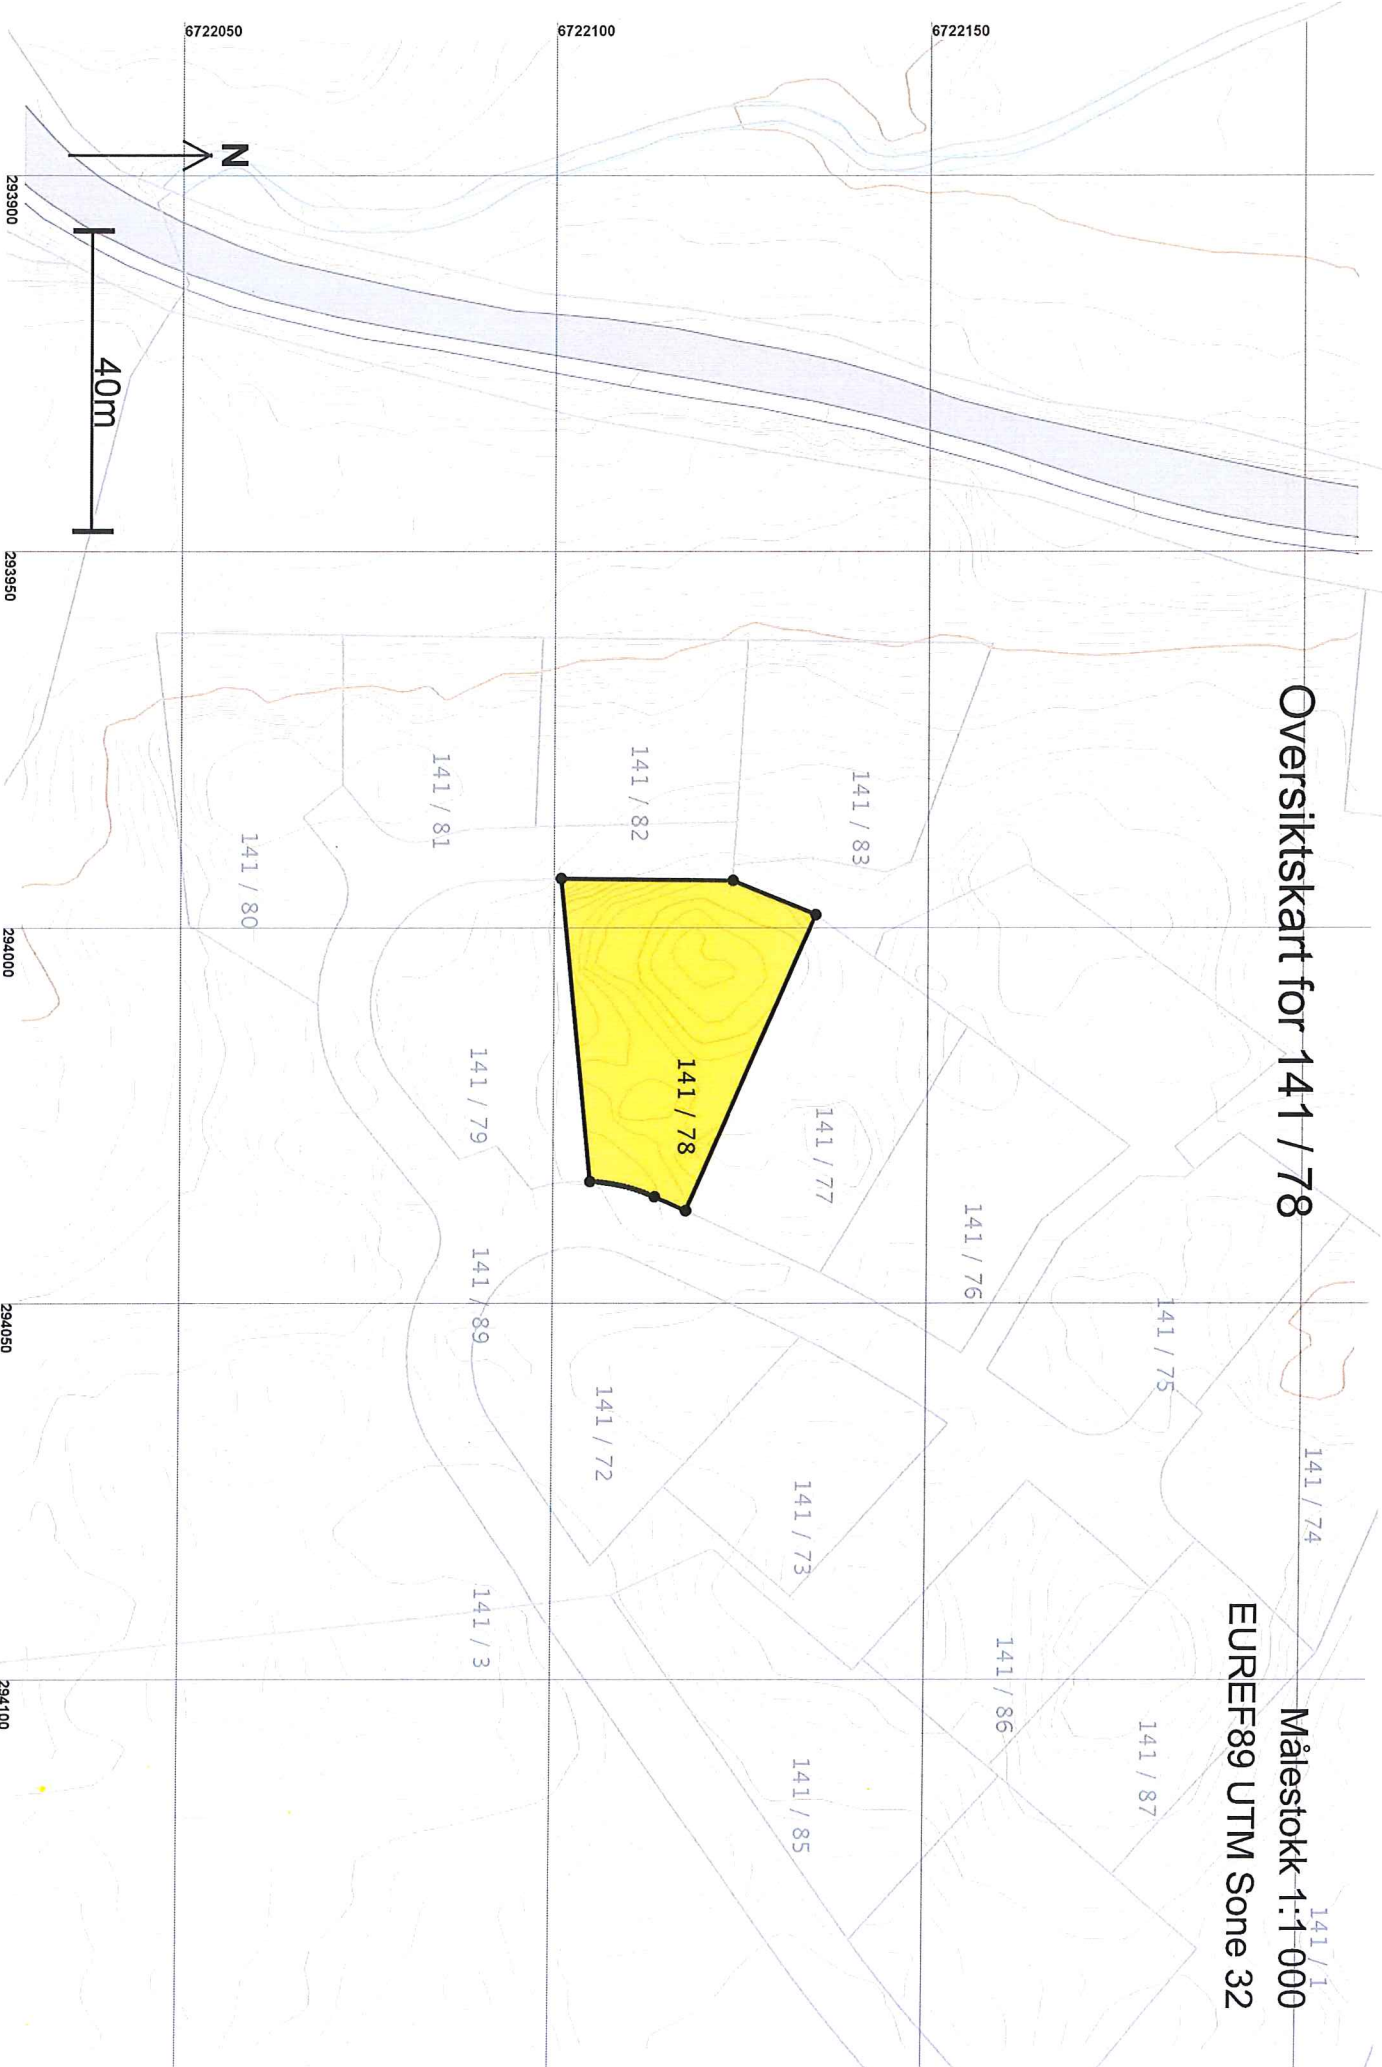 Oversiktskart for 141 / 78
Målestokk 1:1 000
EUREF89 UTM Sone 32
141 / 1
141 / 74
141 / 75
141 / 87
141 / 86
141 / 76
141 / 83
141 / 77
141 / 73
141 / 85
141 / 78
141 / 82
141 / 72
141 / 81
141 / 79
141 / 89
141 / 3
141 / 80
N
40m
6722150
6722100
6722050
293900
293950
294000
294050
294100